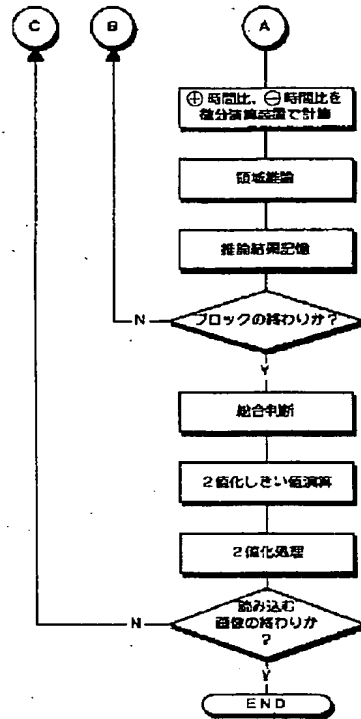 C
B
A
⊕時間比、⊖時間比を
微分演算装置で計算
領域推論
推論結果記憶
N
ブロックの終わりか?
Y
総合判断
2値化しきい値演算
2値化処理
N
読み込む
画像の終わりか
?
Y
END